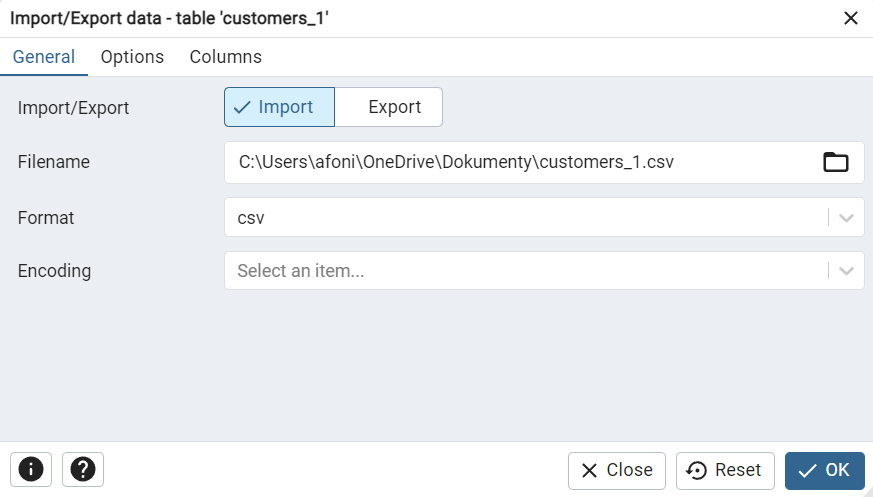 Import/Export data - table 'customers_1'
General Options Columns
Import/Export Import Export
Filename C:\Users\afoni\OneDrive\Dokumenty\customers_1.csv
Format csv
Encoding Select an item...
Close Reset OK